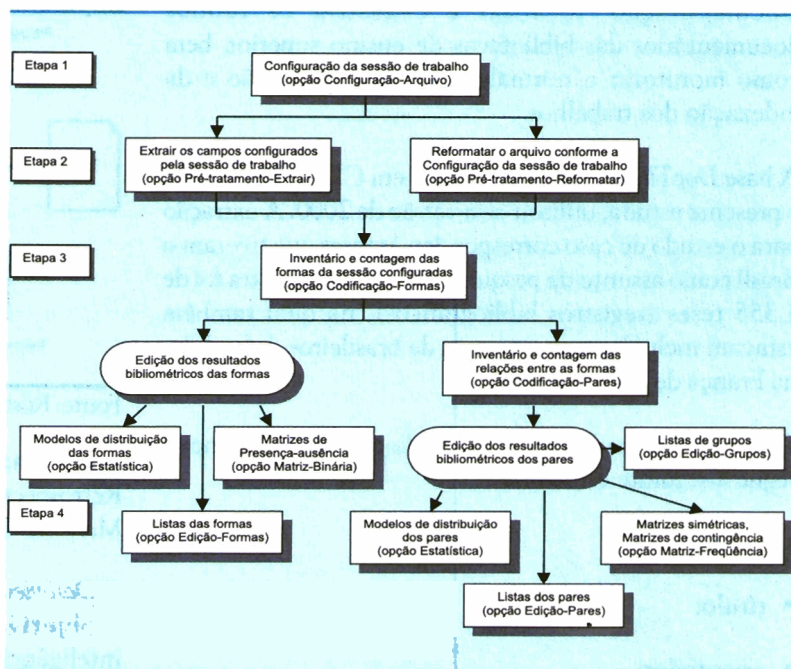 Etapa 1
Configuração da sessão de trabalho
(opção Configuração-Arquivo)
Etapa 2
Extrair os campos configurados
pela sessão de trabalho
(opção Pré-tratamento-Extrair)
Reformatar o arquivo conforme a
Configuração da sessão de trabalho
(opção Pré-tratamento-Reformatar)
Etapa 3
Inventário e contagem das
formas da sessão configuradas
(opção Codificação-Formas)
Edição dos resultados
bibliométricos das formas
Inventário e contagem das
relações entre as formas
(opção Codificação-Pares)
Modelos de distribuição
das formas
(opção Estatística)
Matrizes de
Presença-ausência
(opção Matriz-Binária)
Edição dos resultados
bibliométricos dos pares
Listas de grupos
(opção Edição-Grupos)
Etapa 4
Listas das formas
(opção Edição-Formas)
Modelos de distribuição
dos pares
(opção Estatística)
Matrizes simétricas,
Matrizes de contingência
(opção Matriz-Freqüência)
Listas dos pares
(opção Edição-Pares)